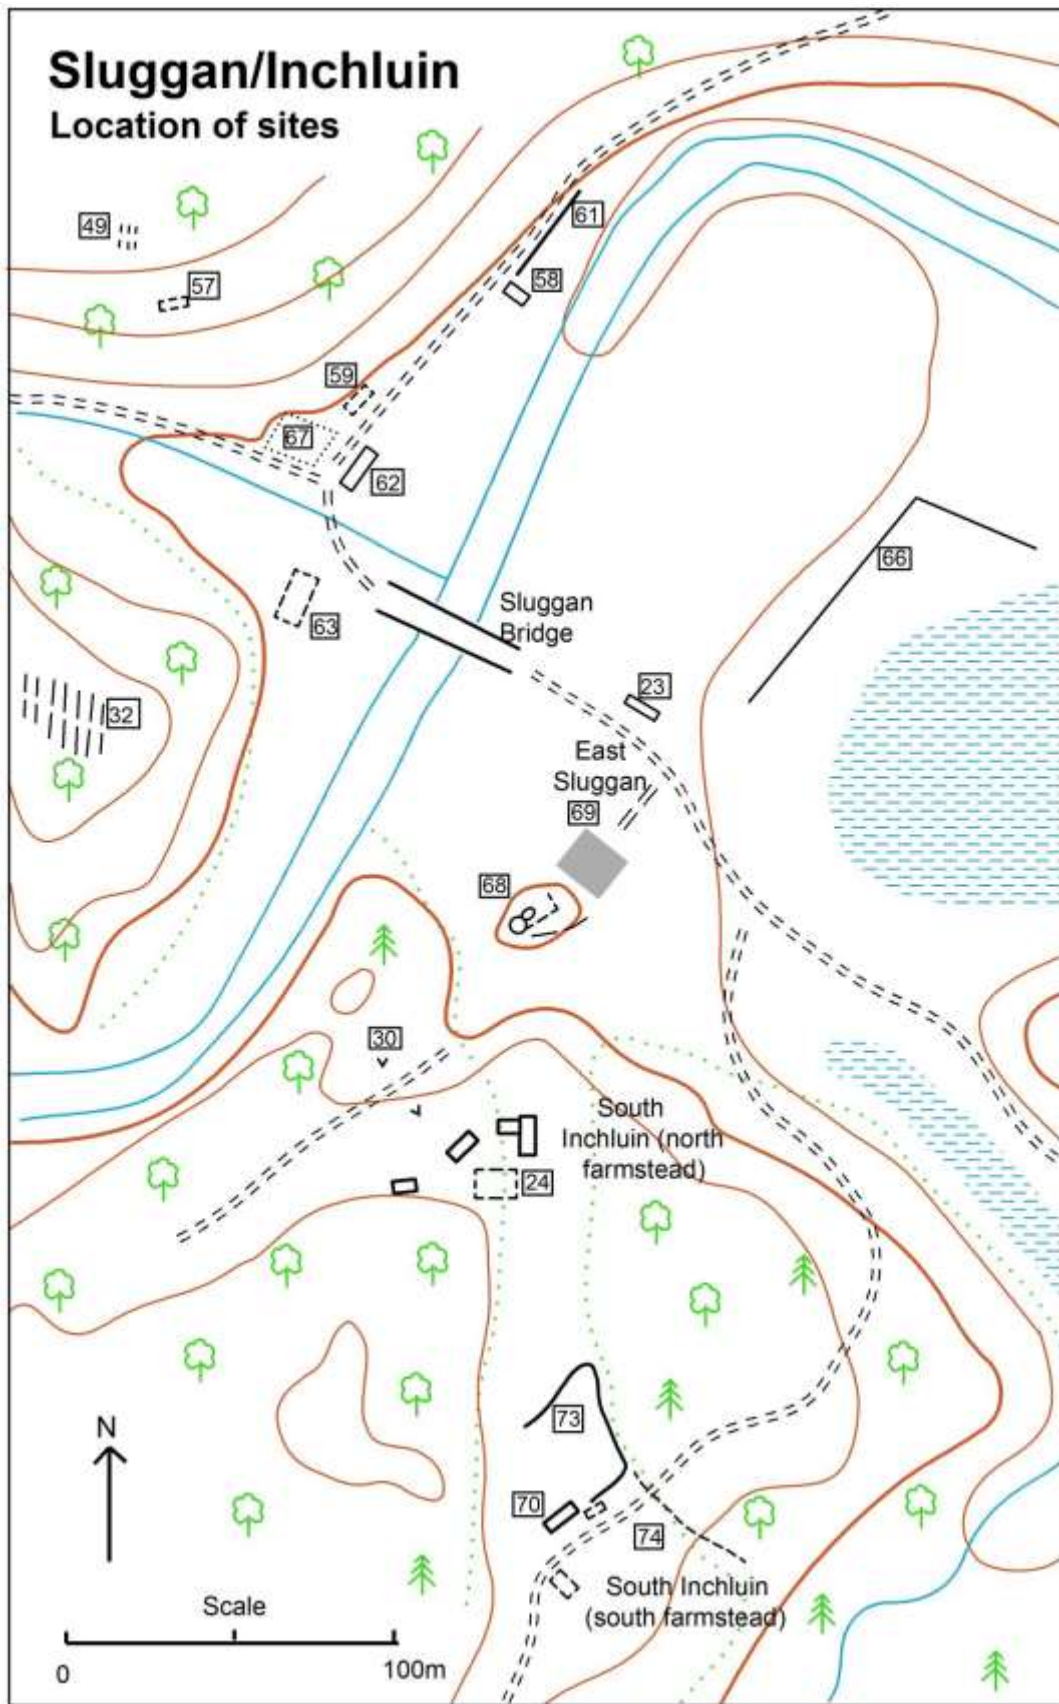 Sluggan/Inchluin
Location of sites
49
57
61
58
59
67
62
63
66
Sluggan
Bridge
23
32
East
Sluggan
69
68
30
South
Inchluin (north
farmstead)
24
73
70
74
South Inchluin
(south farmstead)
N
Scale
0
100m